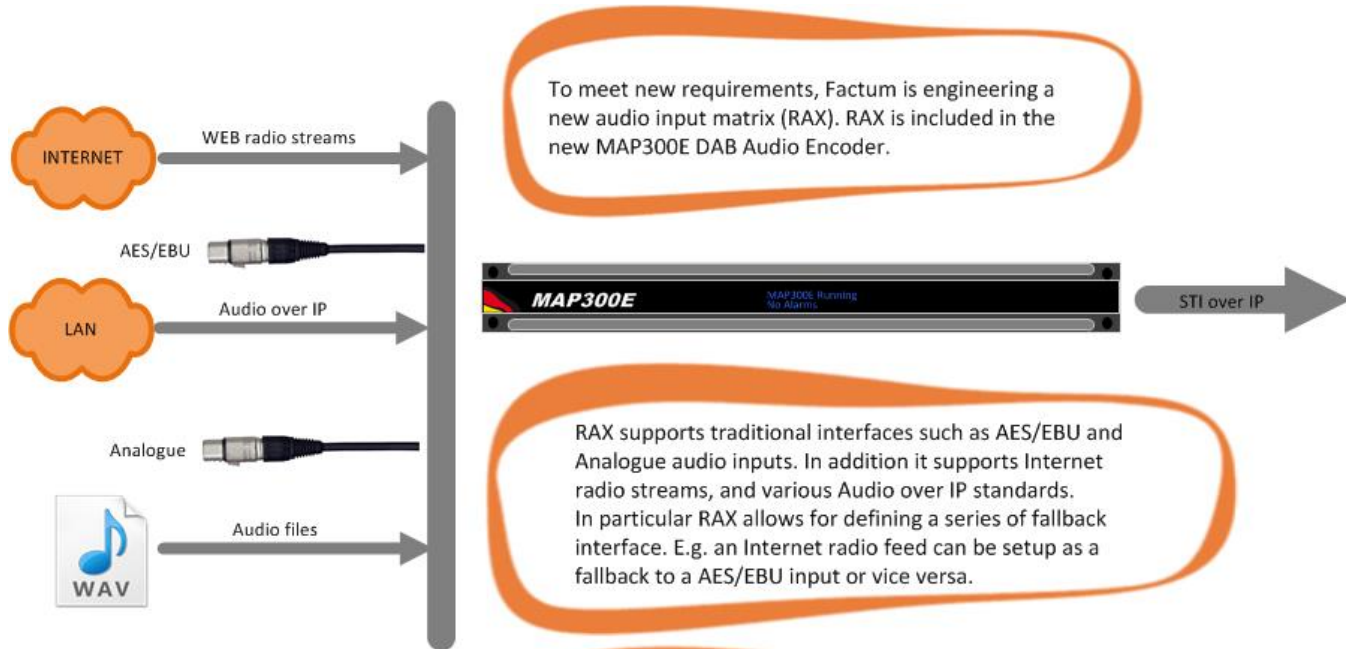 To meet new requirements, Factum is engineering a
new audio input matrix (RAX). RAX is included in the
new MAP300E DAB Audio Encoder.
WEB radio streams
INTERNET
AES/EBU
Audio over IP
LAN
MAP300E
MAP300E Running
No Alarms
STI over IP
Analogue
Audio files
WAV
RAX supports traditional interfaces such as AES/EBU and
Analogue audio inputs. In addition it supports Internet
radio streams, and various Audio over IP standards.
In particular RAX allows for defining a series of fallback
interface. E.g. an Internet radio feed can be setup as a
fallback to a AES/EBU input or vice versa.